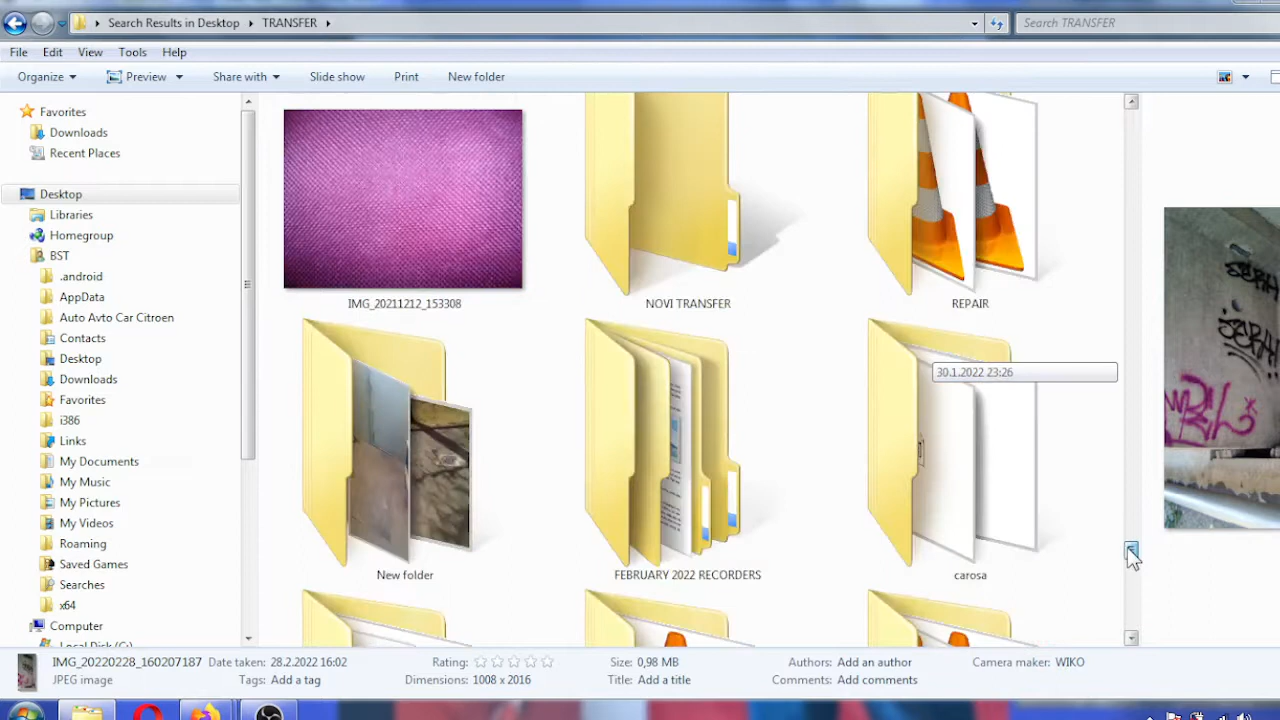 Search Results in Desktop TRANSFER
Search TRANSFER
File Edit View Tools Help
Organize Preview Share with Slide show Print New folder
Favorites
Downloads
Recent Places
Desktop
Libraries
Homegroup
BST
.android
AppData
Auto Avto Car Citroen
Contacts
Desktop
Downloads
Favorites
i386
Links
My Documents
My Music
My Pictures
My Videos
Roaming
Saved Games
Searches
x64
Computer
Local Disk (C:)
IMG_20211212_153308
NOVI TRANSFER
REPAIR
30.1.2022 23:26
New folder
FEBRUARY 2022 RECORDERS
carosa
IMG_20220228_160207187 Date taken: 28.2.2022 16:02 Rating: Size: 0,98 MB Authors: Add an author Camera maker: WIKO
JPEG image Tags: Add a tag Dimensions: 1008 x 2016 Title: Add a title Comments: Add comments